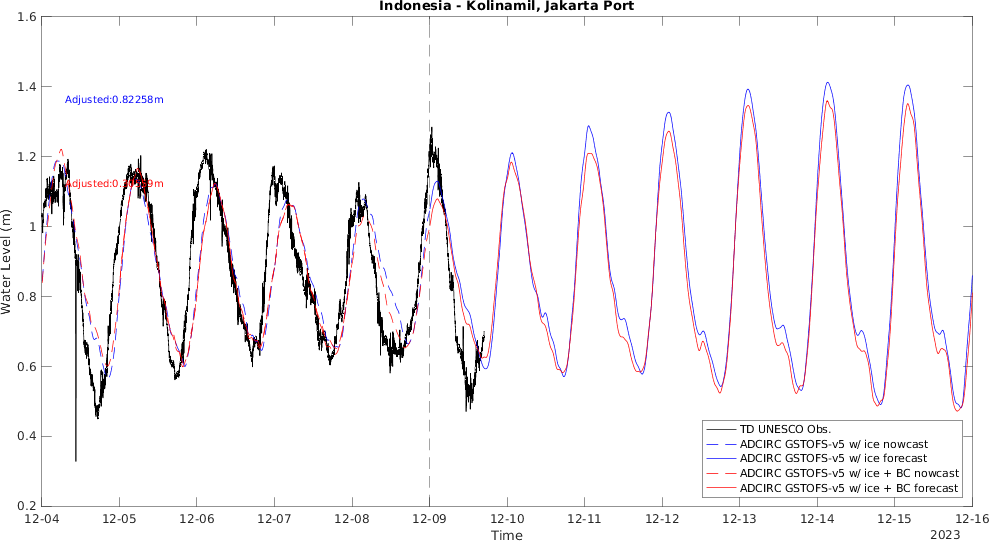 Indonesia - Kolinamil, Jakarta Port
Water Level (m)
1.6
1.4
1.2
1
0.8
0.6
0.4
0.2
Adjusted:0.82258m
12-04
12-05
12-06
12-07
12-08
12-09
12-10
12-11
12-12
12-13
12-14
12-15
12-16
Time
2023
TD UNESCO Obs.
ADCIRC GSTOFS-v5 w/ ice nowcast
ADCIRC GSTOFS-v5 w/ ice forecast
ADCIRC GSTOFS-v5 w/ ice + BC nowcast
ADCIRC GSTOFS-v5 w/ ice + BC forecast